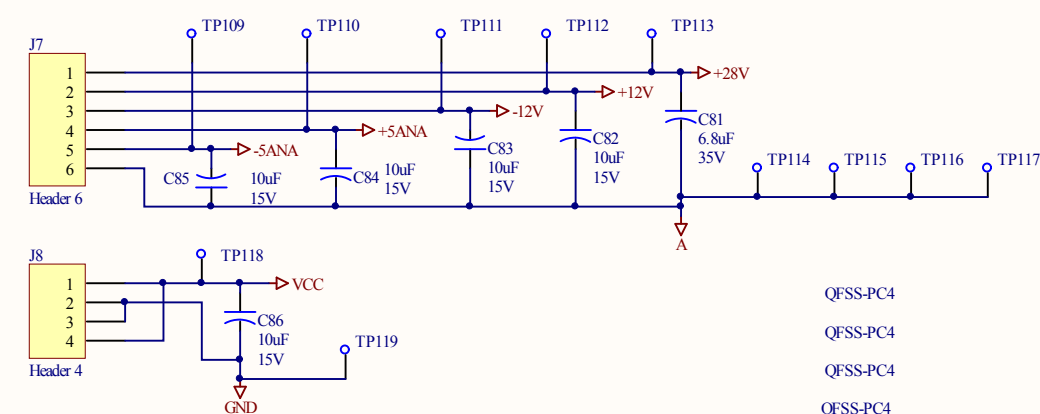 TP109 TP110 TP111 TP112 TP113
J7
1 +28V
2 +12V
3 -12V
4 +5ANA
5 -5ANA
6
Header 6
C85 10uF 15V
C84 10uF 15V
C83 10uF 15V
C82 10uF 15V
C81 6.8uF 35V
TP114 TP115 TP116 TP117
A
J8
TP118
1 VCC
2
3
4
Header 4
C86
10uF
15V
TP119
GND
QFSS-PC4
QFSS-PC4
QFSS-PC4
QFSS-PC4